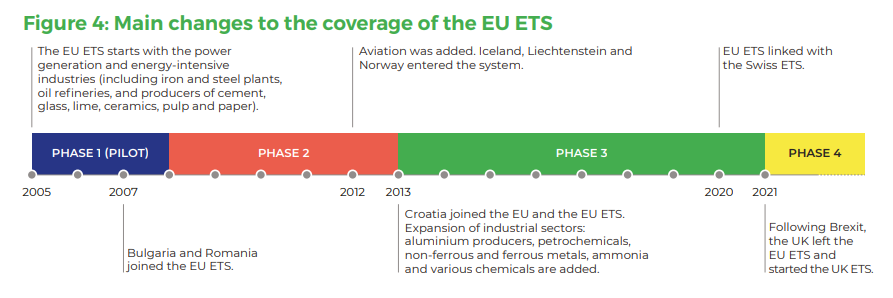 Figure 4: Main changes to the coverage of the EU ETS
The EU ETS starts with the power
generation and energy-intensive
industries (including iron and steel plants,
oil refineries, and producers of cement,
glass, lime, ceramics, pulp and paper).
Aviation was added. Iceland, Liechtenstein and
Norway entered the system.
EU ETS linked with
the Swiss ETS.
PHASE 1 (PILOT)
PHASE 2
PHASE 3
PHASE 4
2005
2007
2012
2013
2020
2021
Bulgaria and Romania
joined the EU ETS.
Croatia joined the EU and the EU ETS.
Expansion of industrial sectors:
aluminium producers, petrochemicals,
non-ferrous and ferrous metals, ammonia
and various chemicals are added.
Following Brexit,
the UK left the
EU ETS and
started the UK ETS.